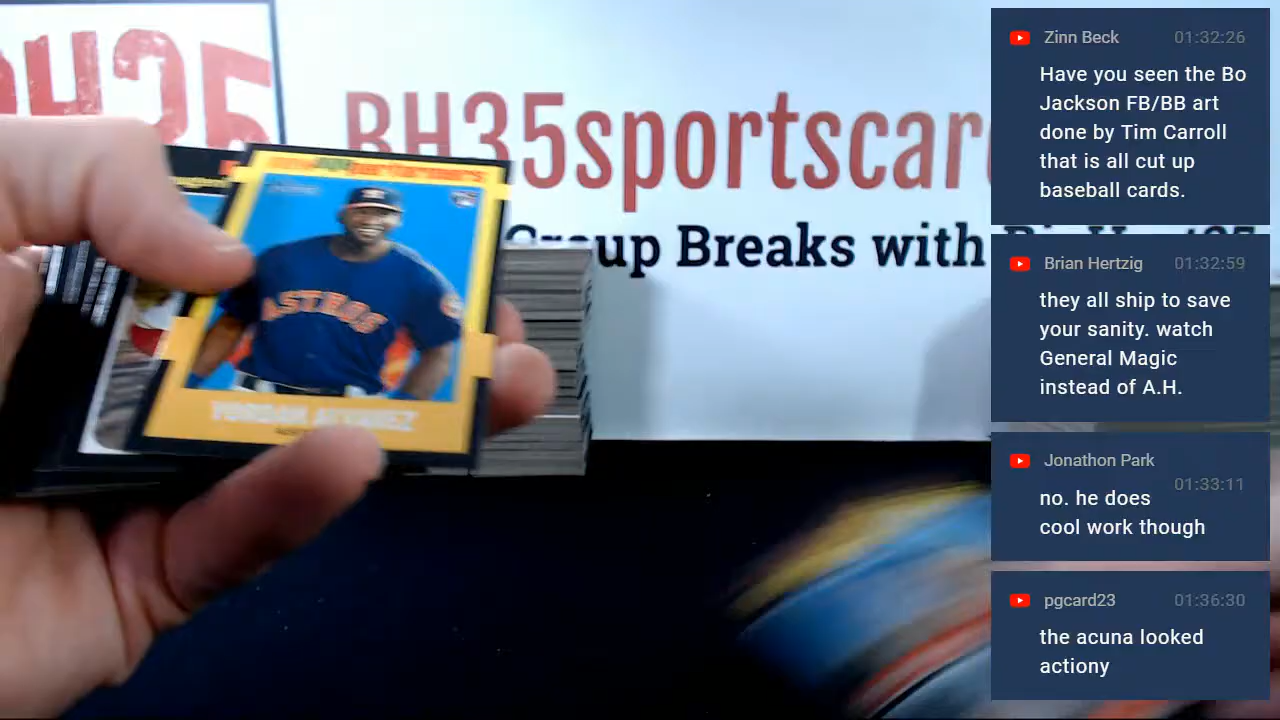 BH35sportscar
Group Breaks with
ASTROS
YORDAN ALVAREZ
Zinn Beck 01:32:26
Have you seen the Bo
Jackson FB/BB art
done by Tim Carroll
that is all cut up
baseball cards.
Brian Hertzig 01:32:59
they all ship to save
your sanity. watch
General Magic
instead of A.H.
Jonathon Park
01:33:11
no. he does
cool work though
pgcard23 01:36:30
the acuna looked
actiony